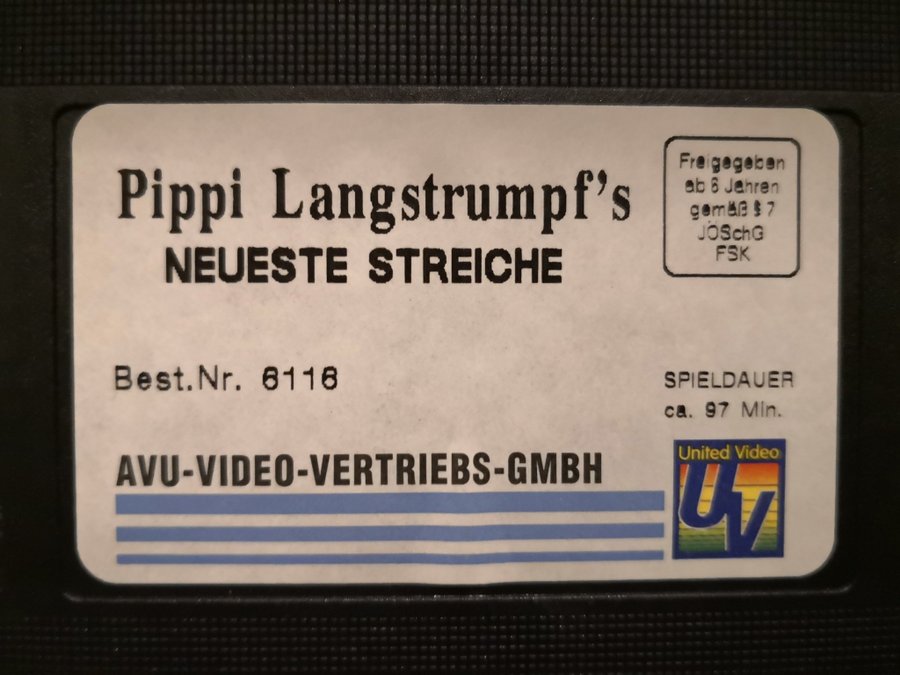 Pippi Langstrumpf's
NEUESTE STREICHE
Freigegeben
ab 6 Jahren
gemäß § 7
JÖSchG
FSK
Best.Nr. 6116
SPIELDAUER
ca. 97 Min.
AVU-VIDEO-VERTRIEBS-GMBH
United Video
UV